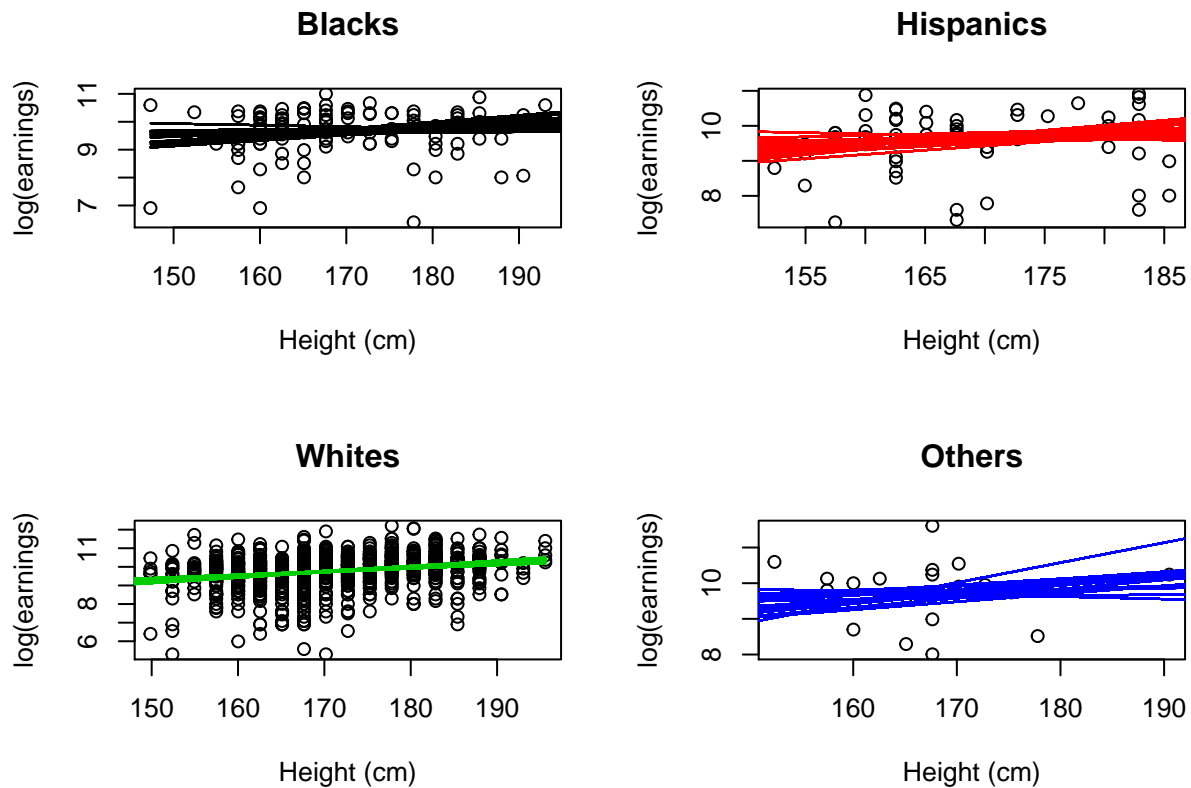 Blacks
log(earnings)
11
9
7
150 160 170 180 190
Height (cm)
Hispanics
log(earnings)
10
8
155 165 175 185
Height (cm)
Whites
log(earnings)
11
8
6
150 160 170 180 190
Height (cm)
Others
log(earnings)
10
8
160 170 180 190
Height (cm)